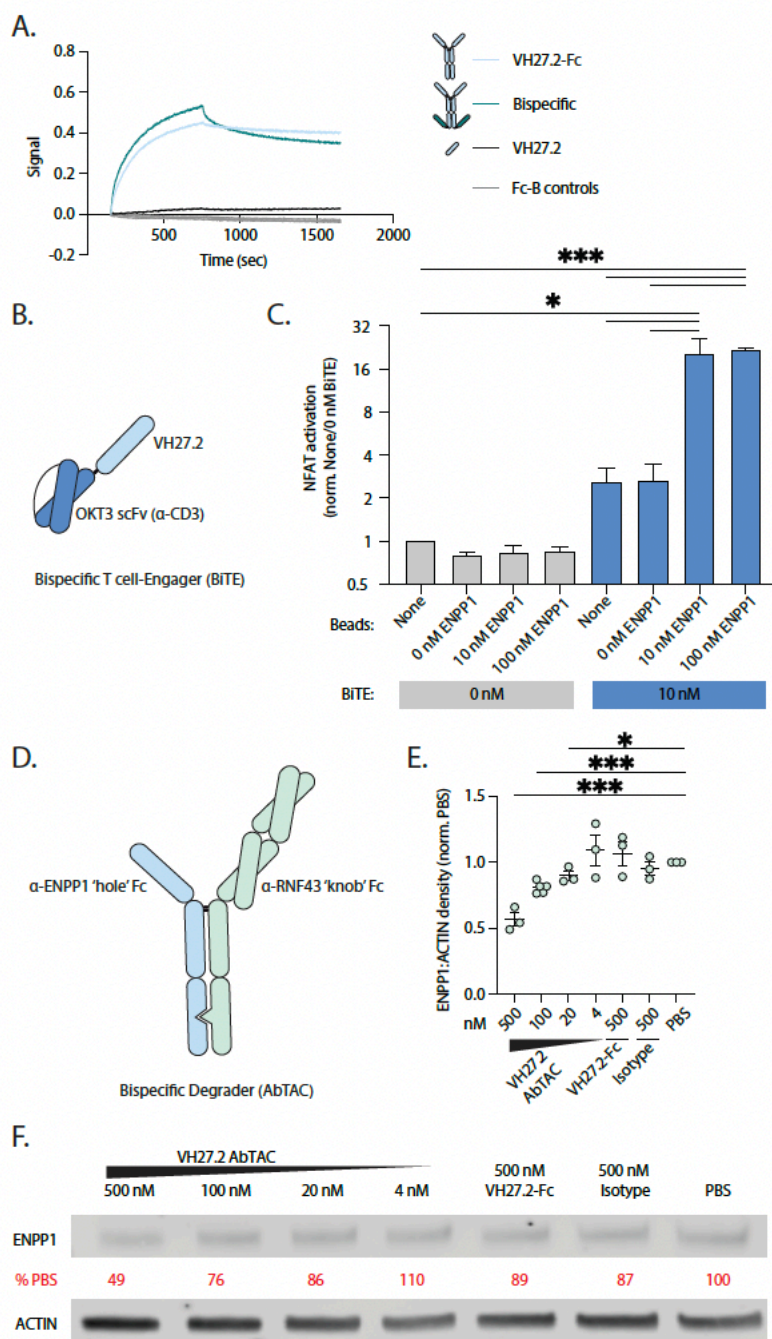 A.
0.8
0.6
0.4
0.2
0.0
-0.2
Signal
500
1000
1500
2000
Time (sec)
VH27.2-Fc
Bispecific
VH27.2
Fc-B controls
B.
VH27.2
OKT3 scFv (α-CD3)
Bispecific T cell-Engager (BiTE)
C.
***
*
NFAT activation
(norm. None/0 nM BiTE)
32
16
8
4
2
1
0.5
Beads:
None
0 nM ENPP1
10 nM ENPP1
100 nM ENPP1
None
0 nM ENPP1
10 nM ENPP1
100 nM ENPP1
BiTE:
0 nM
10 nM
D.
α-ENPP1 'hole' Fc
α-RNF43 'knob' Fc
Bispecific Degrader (AbTAC)
E.
*
***
***
ENPP1:ACTIN density (norm. PBS)
1.5
1.0
0.5
0.0
nM
500
100
20
4
500
500
PBS
VH27.2
AbTAC
VH27.2-Fc
Isotype
F.
VH27.2 AbTAC
500 nM
100 nM
20 nM
4 nM
500 nM
VH27.2-Fc
500 nM
Isotype
PBS
ENPP1
% PBS 49 76 86 110 89 87 100
ACTIN